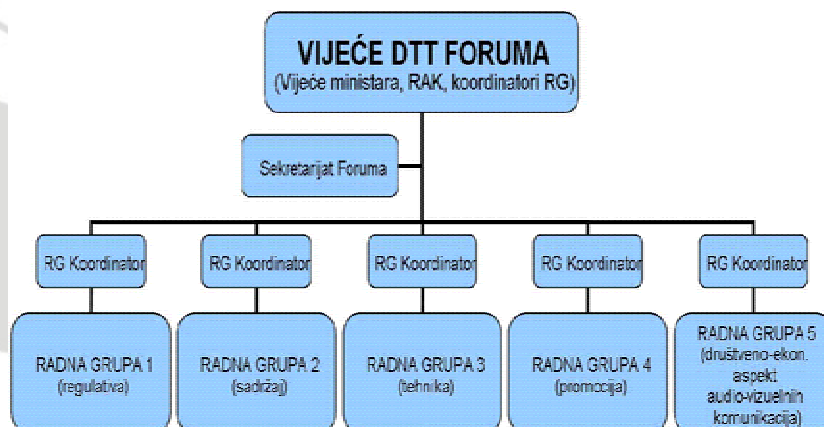 VIJEĆE DTT FORUMA
(Vijeće ministara, RAK, koordinatori RG)
Sekretarijat Foruma
RG Koordinator
RG Koordinator
RG Koordinator
RG Koordinator
RG Koordinator
RADNA GRUPA 1
(regulativa)
RADNA GRUPA 2
(sadržaj)
RADNA GRUPA 3
(tehnika)
RADNA GRUPA 4
(promocija)
RADNA GRUPA 5
(društveno-ekon.
aspekt
audio-vizuelnih
komunikacija)